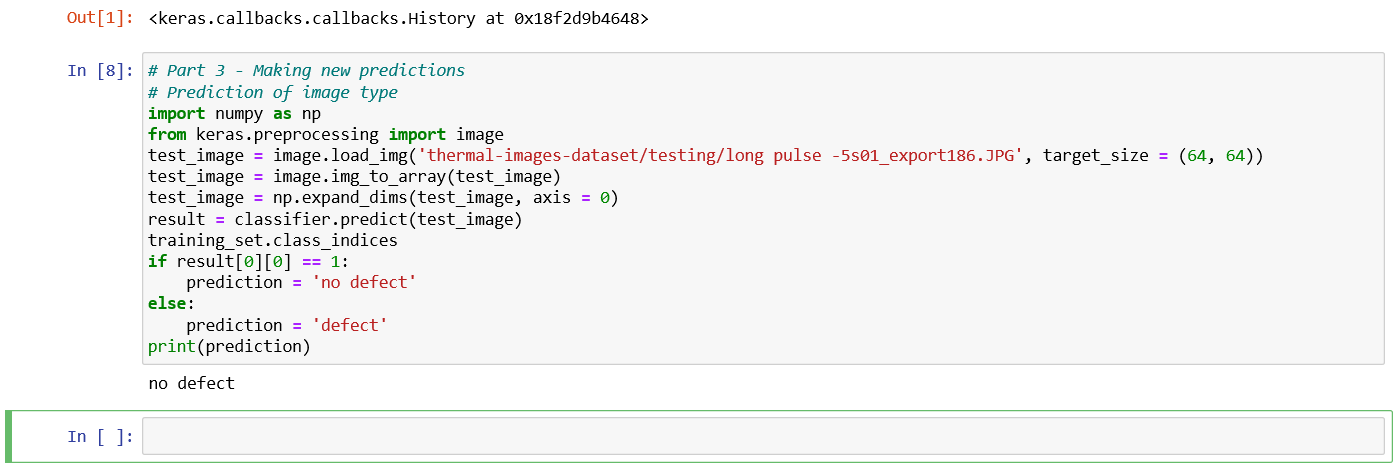 Out[1]: <keras.callbacks.callbacks.History at 0x18f2d9b4648>
In [8]: # Part 3 - Making new predictions
# Prediction of image type
import numpy as np
from keras.preprocessing import image
test_image = image.load_img('thermal-images-dataset/testing/long pulse -5s01_export186.JPG', target_size = (64, 64))
test_image = image.img_to_array(test_image)
test_image = np.expand_dims(test_image, axis = 0)
result = classifier.predict(test_image)
training_set.class_indices
if result[0][0] == 1:
    prediction = 'no defect'
else:
    prediction = 'defect'
print(prediction)
no defect
In [ ]: